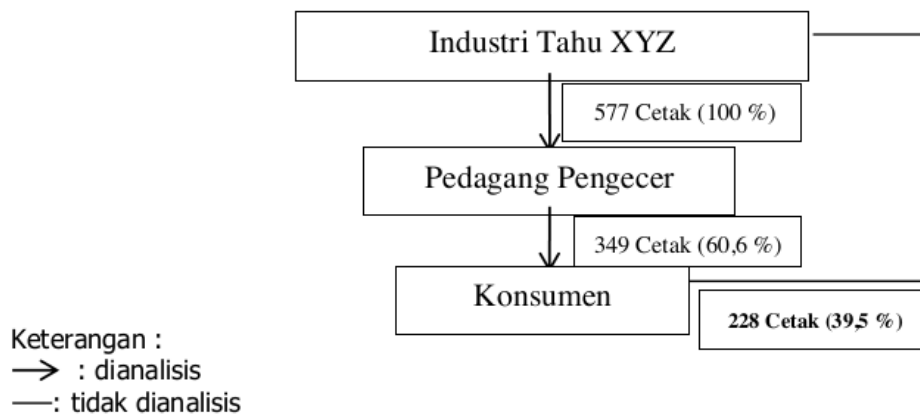 Industri Tahu XYZ
577 Cetak (100 %)
Pedagang Pengecer
349 Cetak (60,6 %)
Konsumen
228 Cetak (39,5 %)
Keterangan :
: dianalisis
: tidak dianalisis